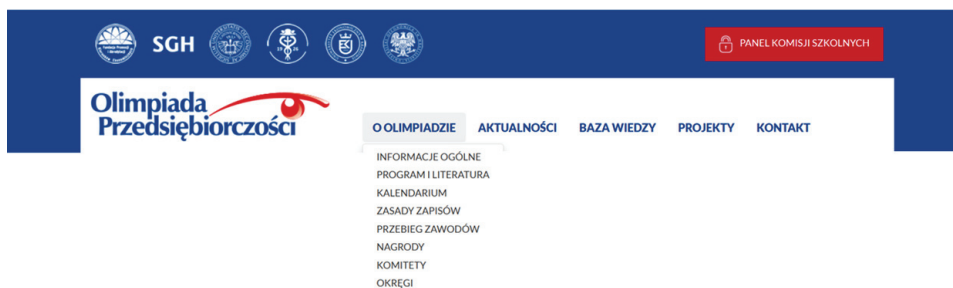 SGH
PANEL KOMISJI SZKOLNYCH
Olimpiada
Przedsiębiorczości
O OLIMPIADZIE AKTUALNOŚCI BAZA WIEDZY PROJEKTY KONTAKT
INFORMACJE OGÓLNE
PROGRAM I LITERATURA
KALENDARIUM
ZASADY ZAPISÓW
PRZEBIEG ZAWODÓW
NAGRODY
KOMITETY
OKRĘGI